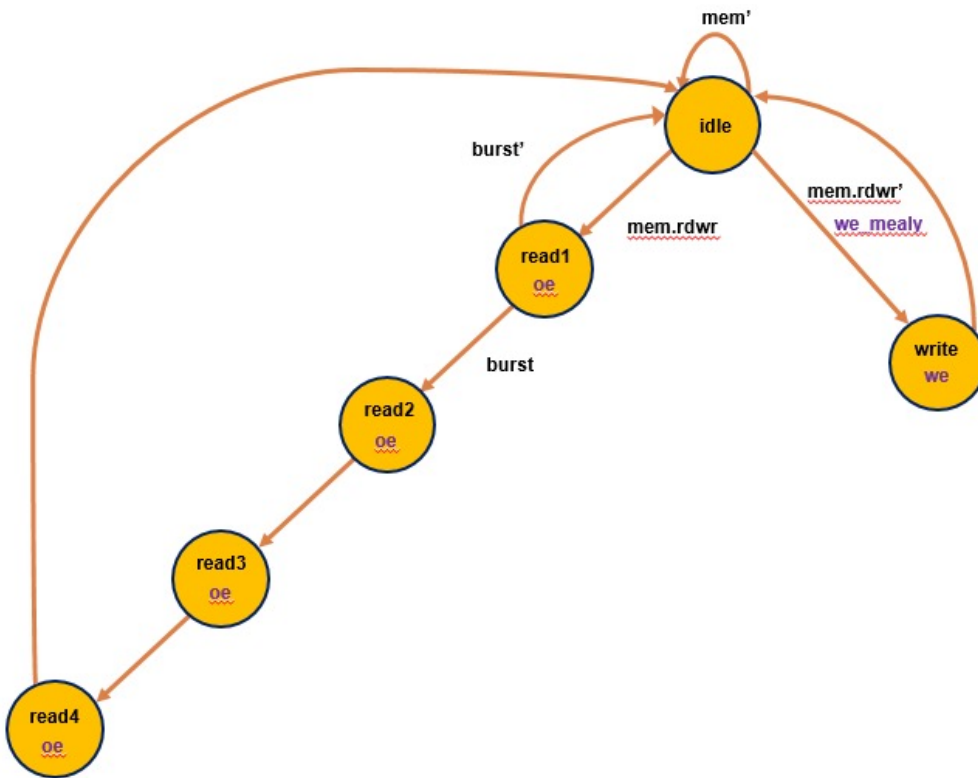 mem’
idle
burst’
mem.rdwr’
we_mealy
mem.rdwr
read1
oe
write
we
burst
read2
oe
read3
oe
read4
oe